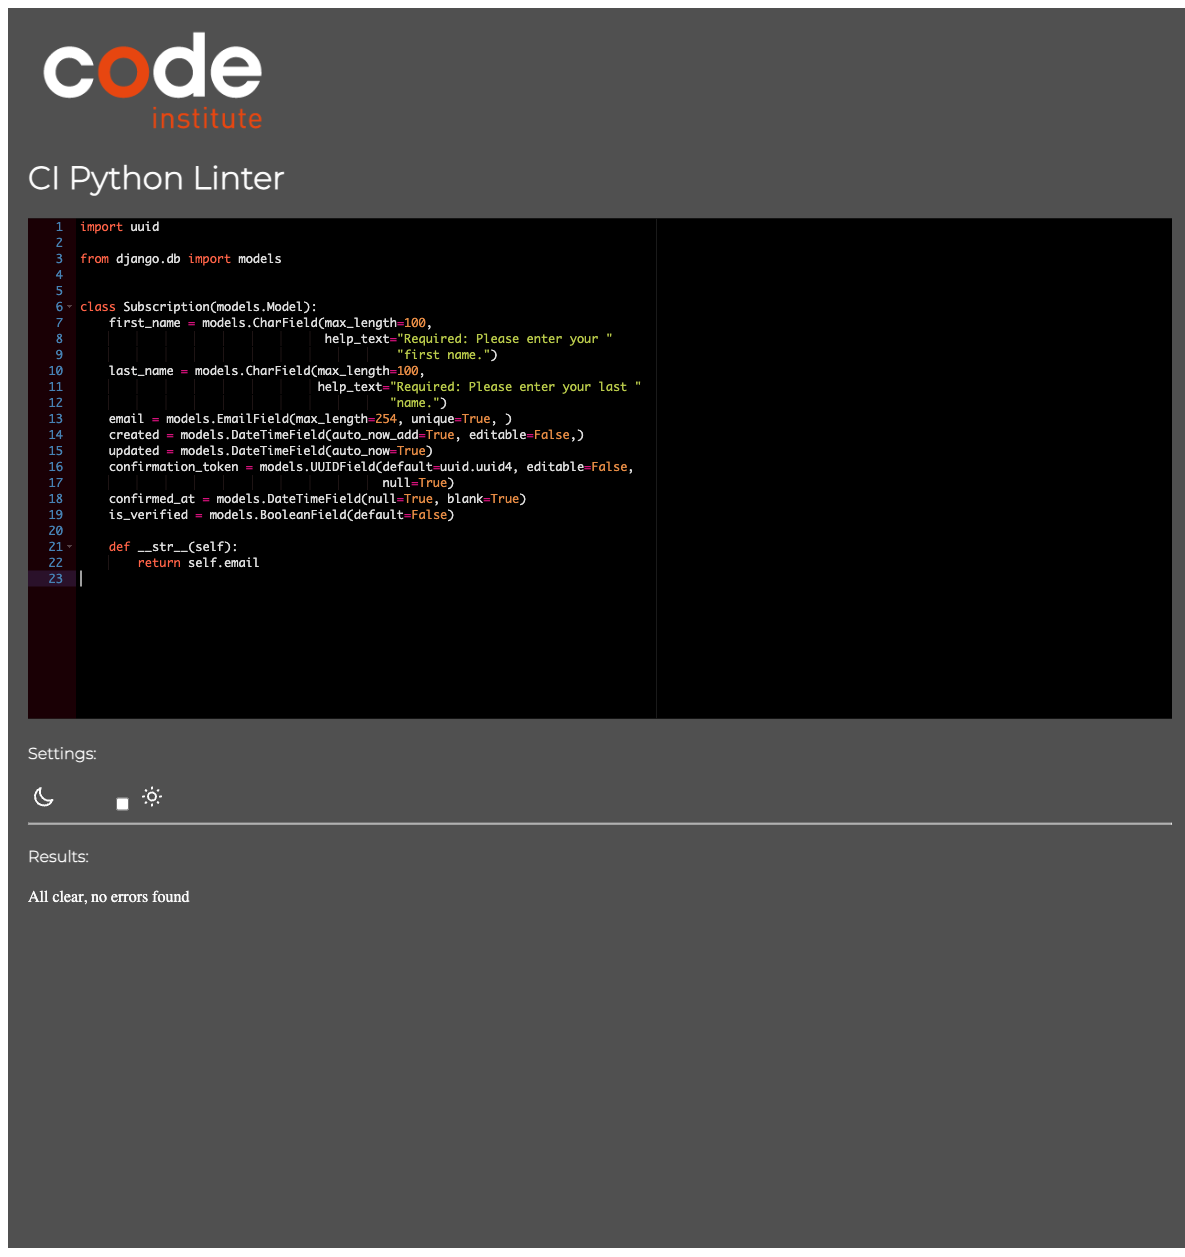 code
institute
CI Python Linter
1 import uuid
2
3 from django.db import models
4
5
6 class Subscription(models.Model):
7     first_name = models.CharField(max_length=100,
8                                   help_text="Required: Please enter your "
9                                             "first name.")
10     last_name = models.CharField(max_length=100,
11                                  help_text="Required: Please enter your last "
12                                            "name.")
13     email = models.EmailField(max_length=254, unique=True, )
14     created = models.DateTimeField(auto_now_add=True, editable=False,)
15     updated = models.DateTimeField(auto_now=True)
16     confirmation_token = models.UUIDField(default=uuid.uuid4, editable=False,
17                                           null=True)
18     confirmed_at = models.DateTimeField(null=True, blank=True)
19     is_verified = models.BooleanField(default=False)
20
21     def __str__(self):
22         return self.email
23
Settings:
Results:
All clear, no errors found